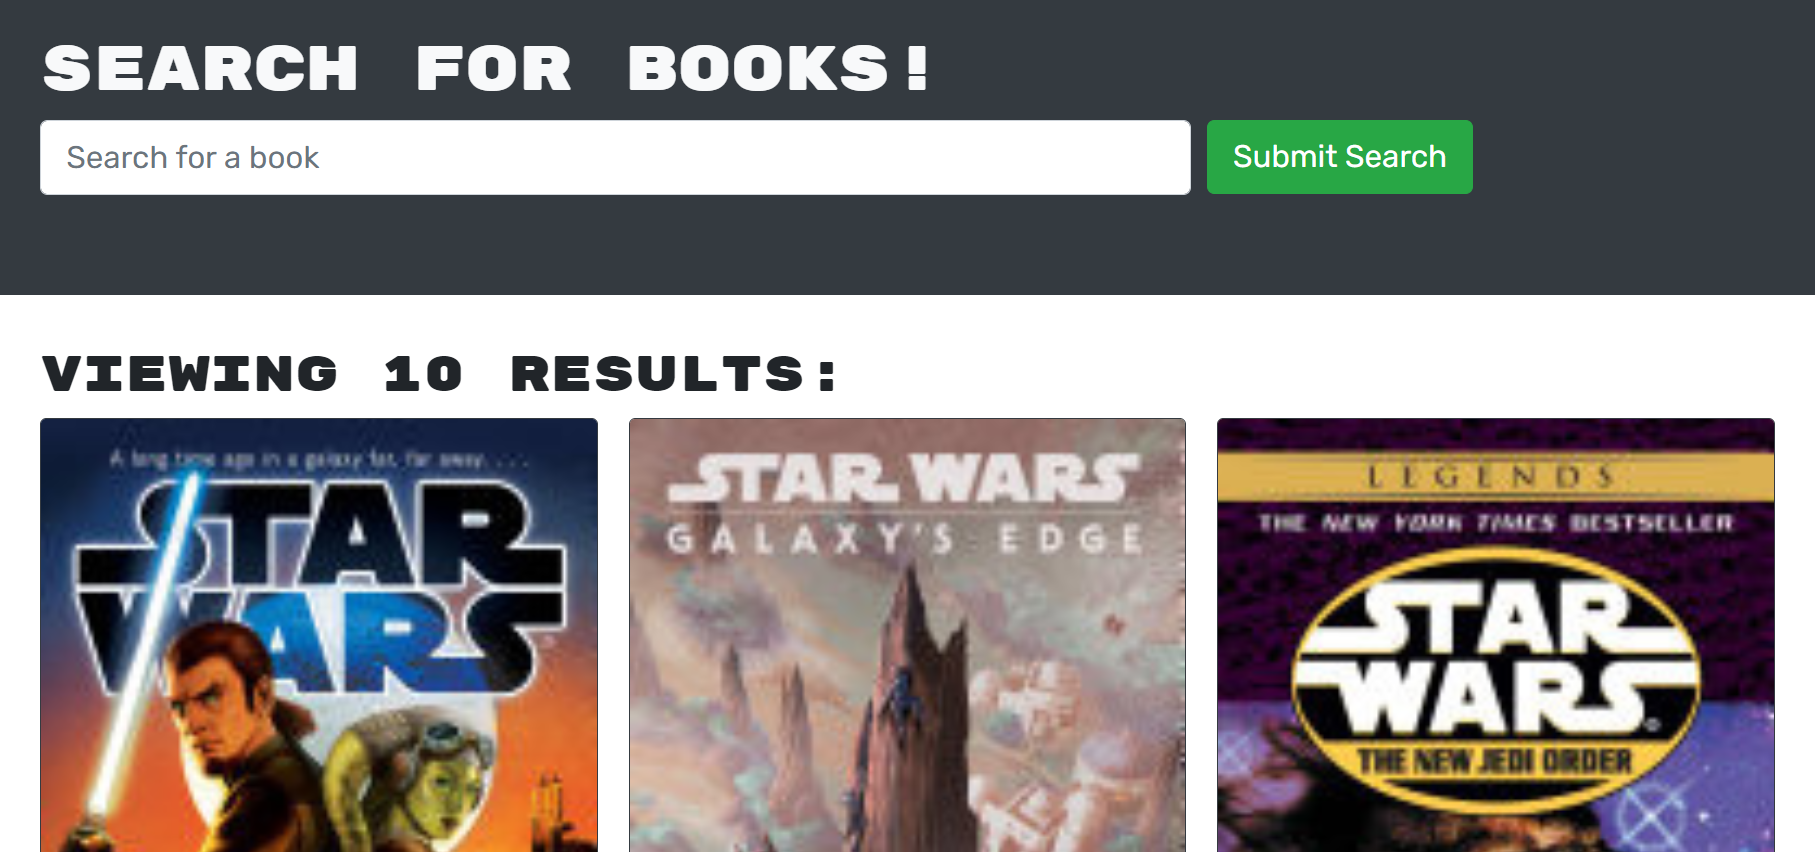 SEARCH FOR BOOKS!
Search for a book
Submit Search
VIEWING 10 RESULTS:
A long time ago in a galaxy far, far away. . . .
STAR
WARS
STAR WARS
GALAXY'S EDGE
LEGENDS
THE NEW YORK TIMES BESTSELLER
STAR
WARS
THE NEW JEDI ORDER